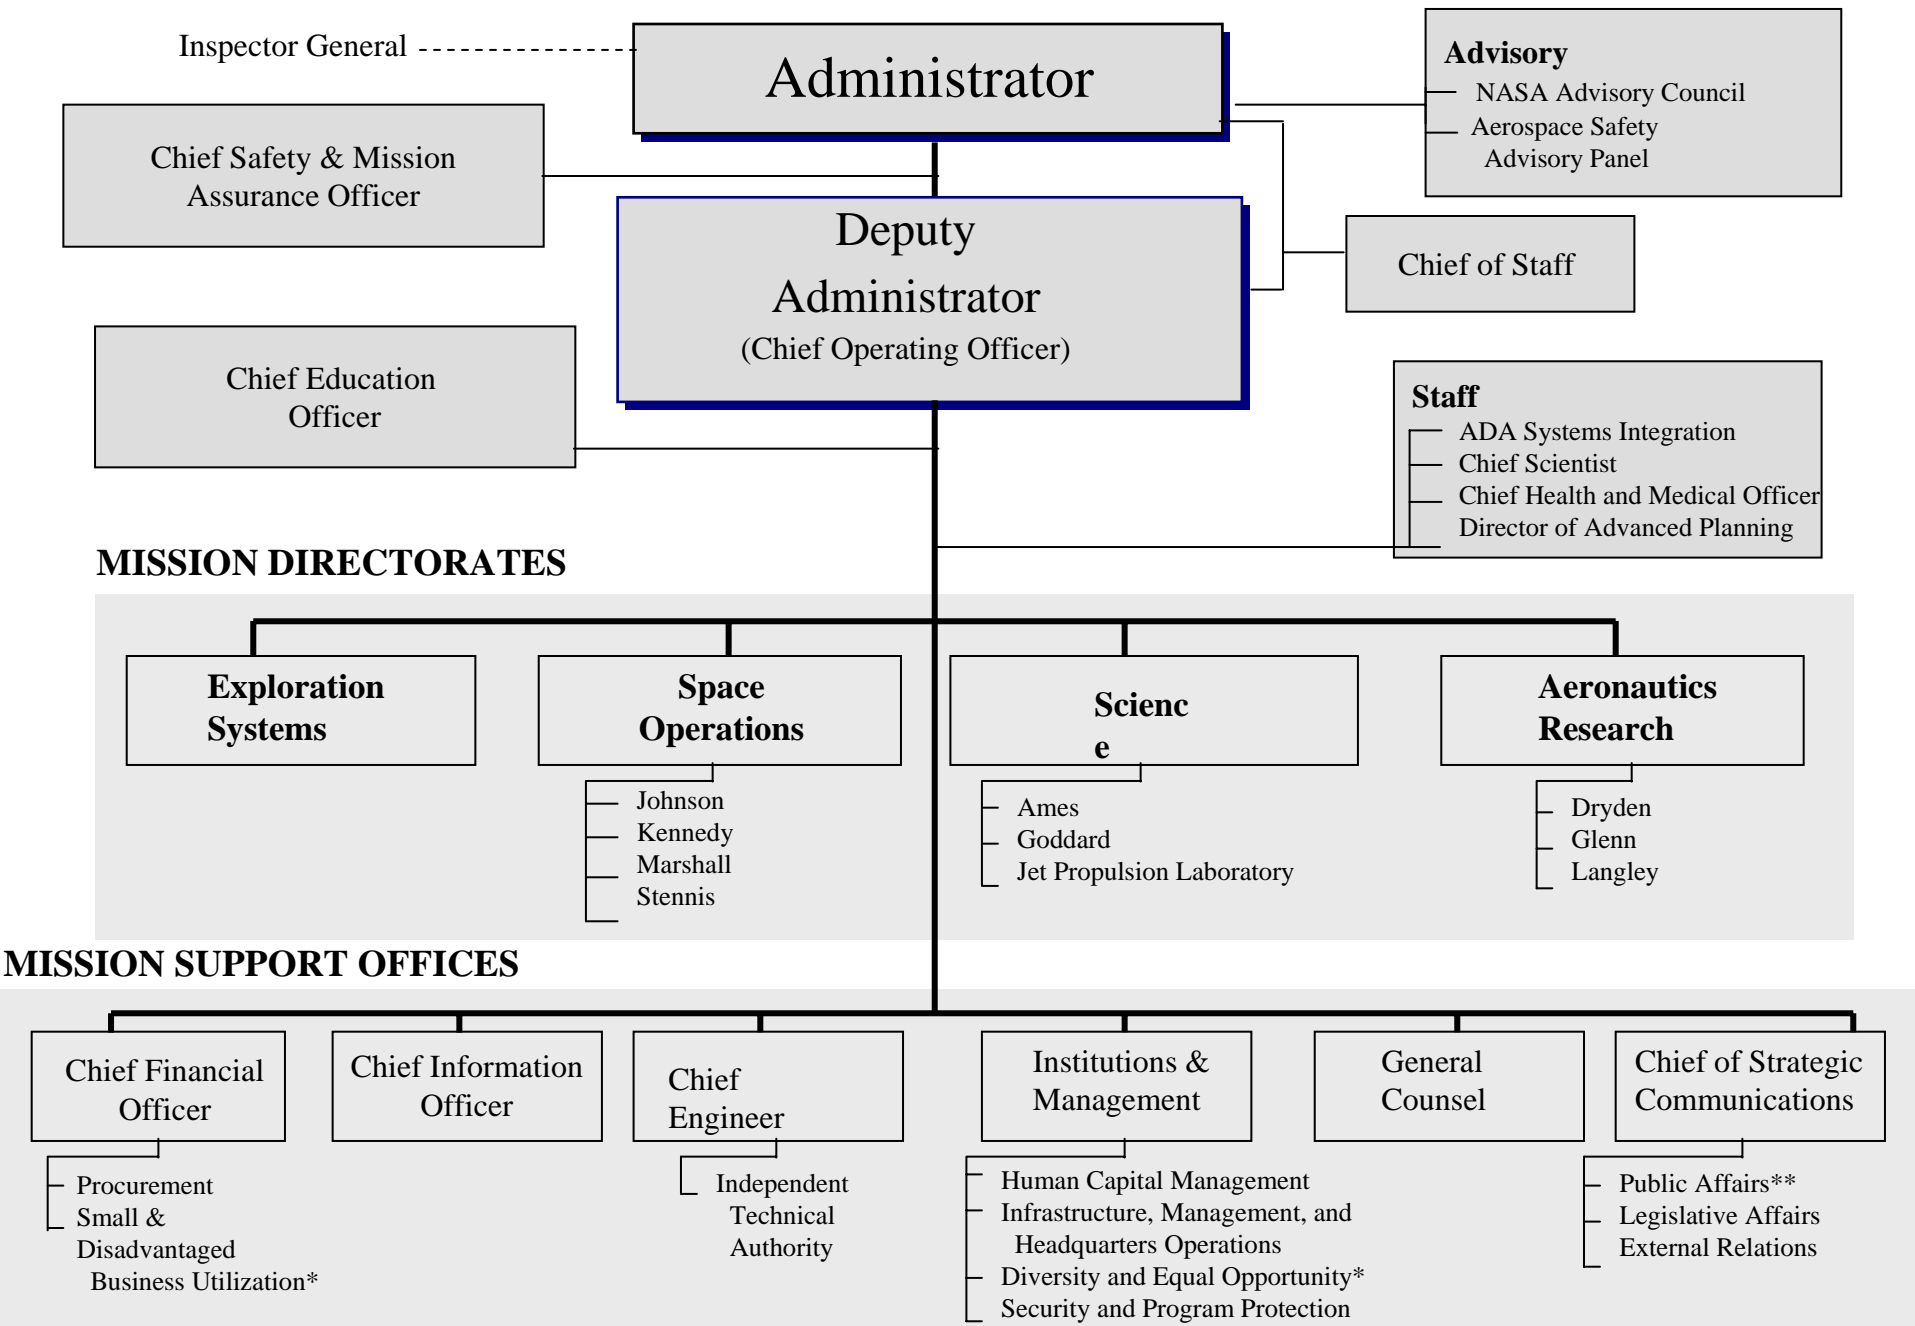 Inspector General
Administrator
Advisory
NASA Advisory Council
Aerospace Safety
Advisory Panel
Chief Safety & Mission
Assurance Officer
Deputy
Administrator
(Chief Operating Officer)
Chief of Staff
Chief Education
Officer
Staff
ADA Systems Integration
Chief Scientist
Chief Health and Medical Officer
Director of Advanced Planning
MISSION DIRECTORATES
Exploration
Systems
Space
Operations
Johnson
Kennedy
Marshall
Stennis
Scienc
e
Ames
Goddard
Jet Propulsion Laboratory
Aeronautics
Research
Dryden
Glenn
Langley
MISSION SUPPORT OFFICES
Chief Financial
Officer
Procurement
Small &
Disadvantaged
Business Utilization*
Chief Information
Officer
Chief
Engineer
Independent
Technical
Authority
Institutions &
Management
Human Capital Management
Infrastructure, Management, and
Headquarters Operations
Diversity and Equal Opportunity*
Security and Program Protection
General
Counsel
Chief of Strategic
Communications
Public Affairs**
Legislative Affairs
External Relations